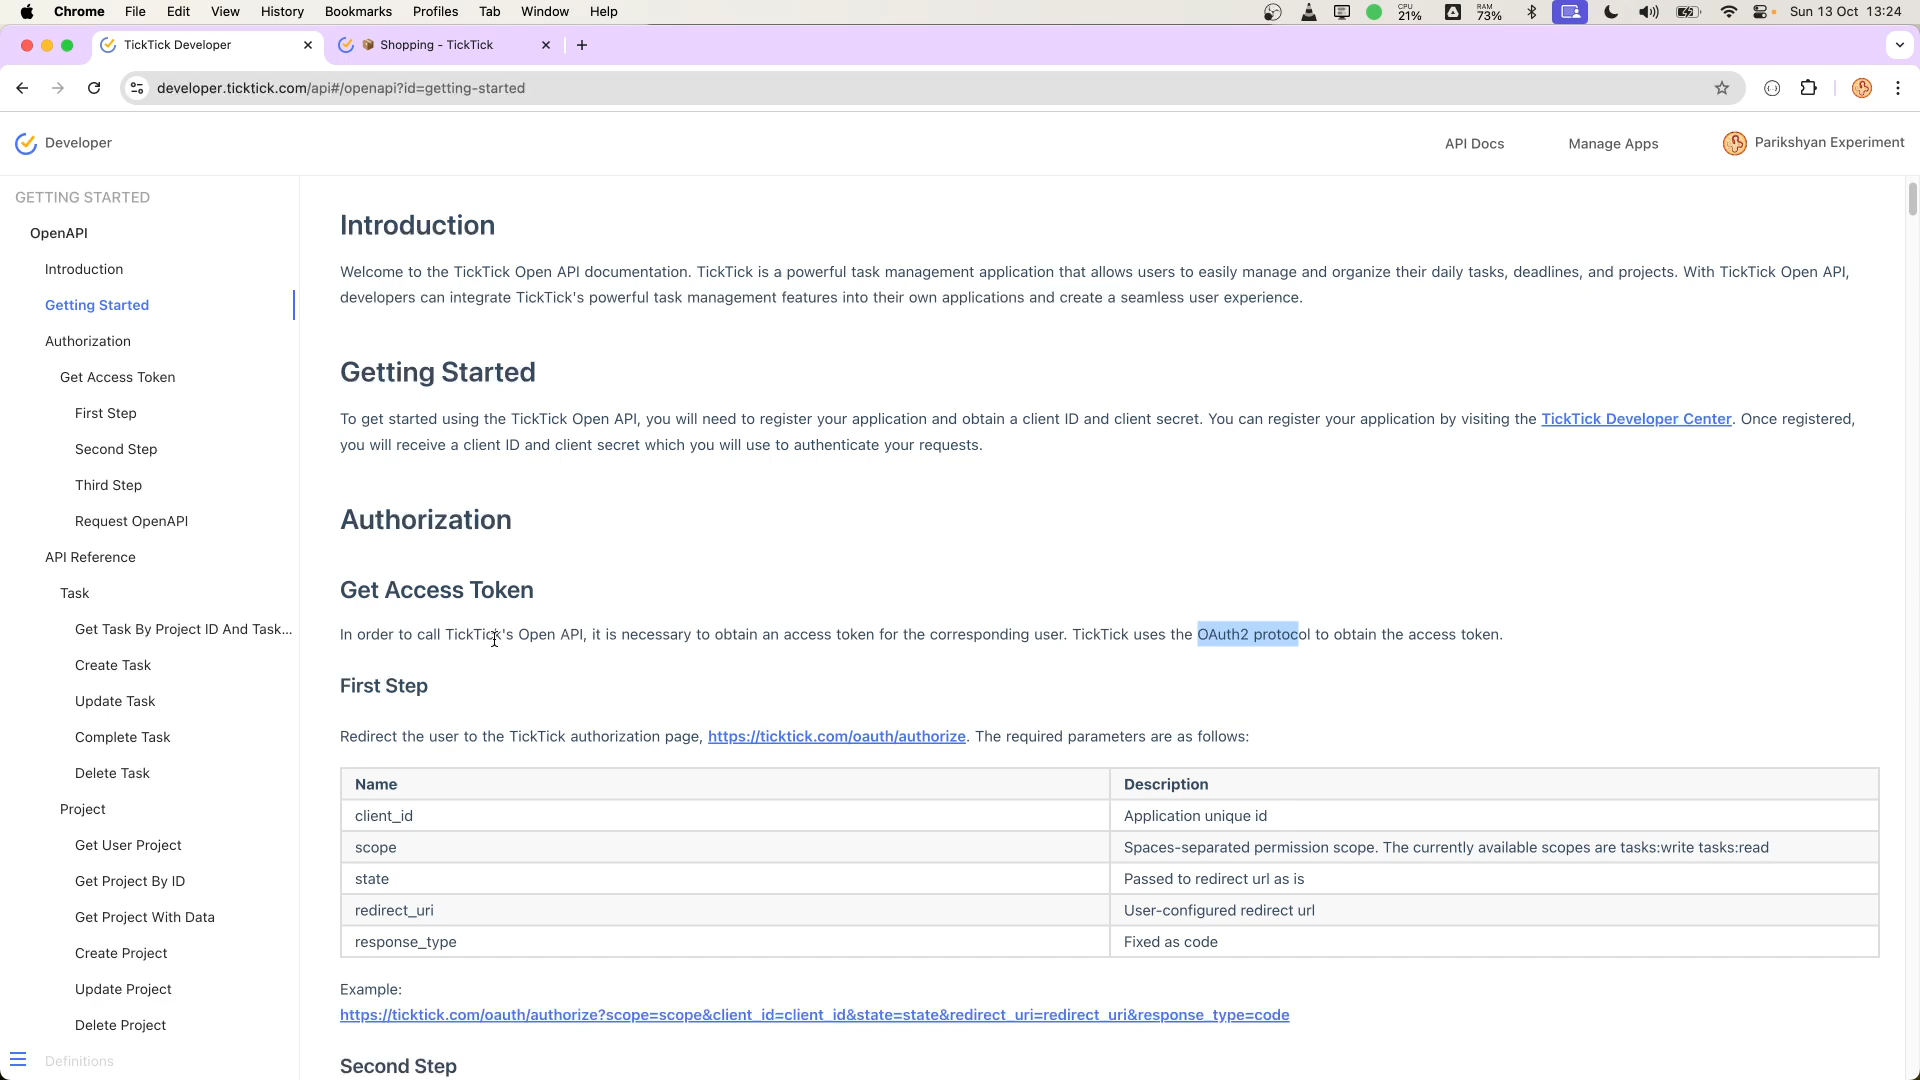 Chrome File Edit View History Bookmarks Profiles Tab Window Help CPU 21% RAM 73% Sun 13 Oct 13:24
TickTick Developer Shopping - TickTick
developer.ticktick.com/api#/openapi?id=getting-started
Developer API Docs Manage Apps Parikshyan Experiment
GETTING STARTED
OpenAPI
Introduction
Getting Started
Authorization
Get Access Token
First Step
Second Step
Third Step
Request OpenAPI
API Reference
Task
Get Task By Project ID And Task...
Create Task
Update Task
Complete Task
Delete Task
Project
Get User Project
Get Project By ID
Get Project With Data
Create Project
Update Project
Delete Project
Definitions
Introduction
Welcome to the TickTick Open API documentation. TickTick is a powerful task management application that allows users to easily manage and organize their daily tasks, deadlines, and projects. With TickTick Open API,
developers can integrate TickTick's powerful task management features into their own applications and create a seamless user experience.
Getting Started
To get started using the TickTick Open API, you will need to register your application and obtain a client ID and client secret. You can register your application by visiting the TickTick Developer Center. Once registered,
you will receive a client ID and client secret which you will use to authenticate your requests.
Authorization
Get Access Token
In order to call TickTick's Open API, it is necessary to obtain an access token for the corresponding user. TickTick uses the OAuth2 protocol to obtain the access token.
First Step
Redirect the user to the TickTick authorization page, https://ticktick.com/oauth/authorize. The required parameters are as follows:
Name Description
client_id Application unique id
scope Spaces-separated permission scope. The currently available scopes are tasks:write tasks:read
state Passed to redirect url as is
redirect_uri User-configured redirect url
response_type Fixed as code
Example:
https://ticktick.com/oauth/authorize?scope=scope&client_id=client_id&state=state&redirect_uri=redirect_uri&response_type=code
Second Step